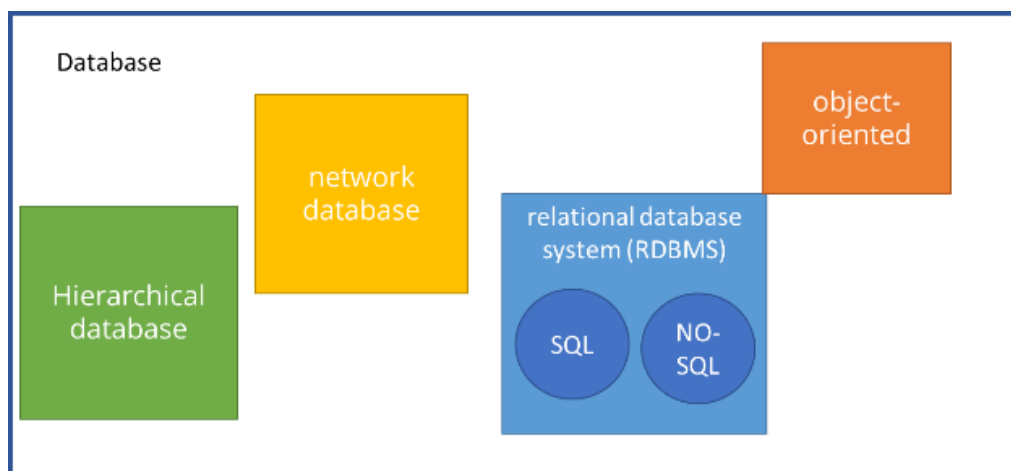 Database
Hierarchical
database
network
database
relational database
system (RDBMS)
SQL
NO-
SQL
object-
oriented